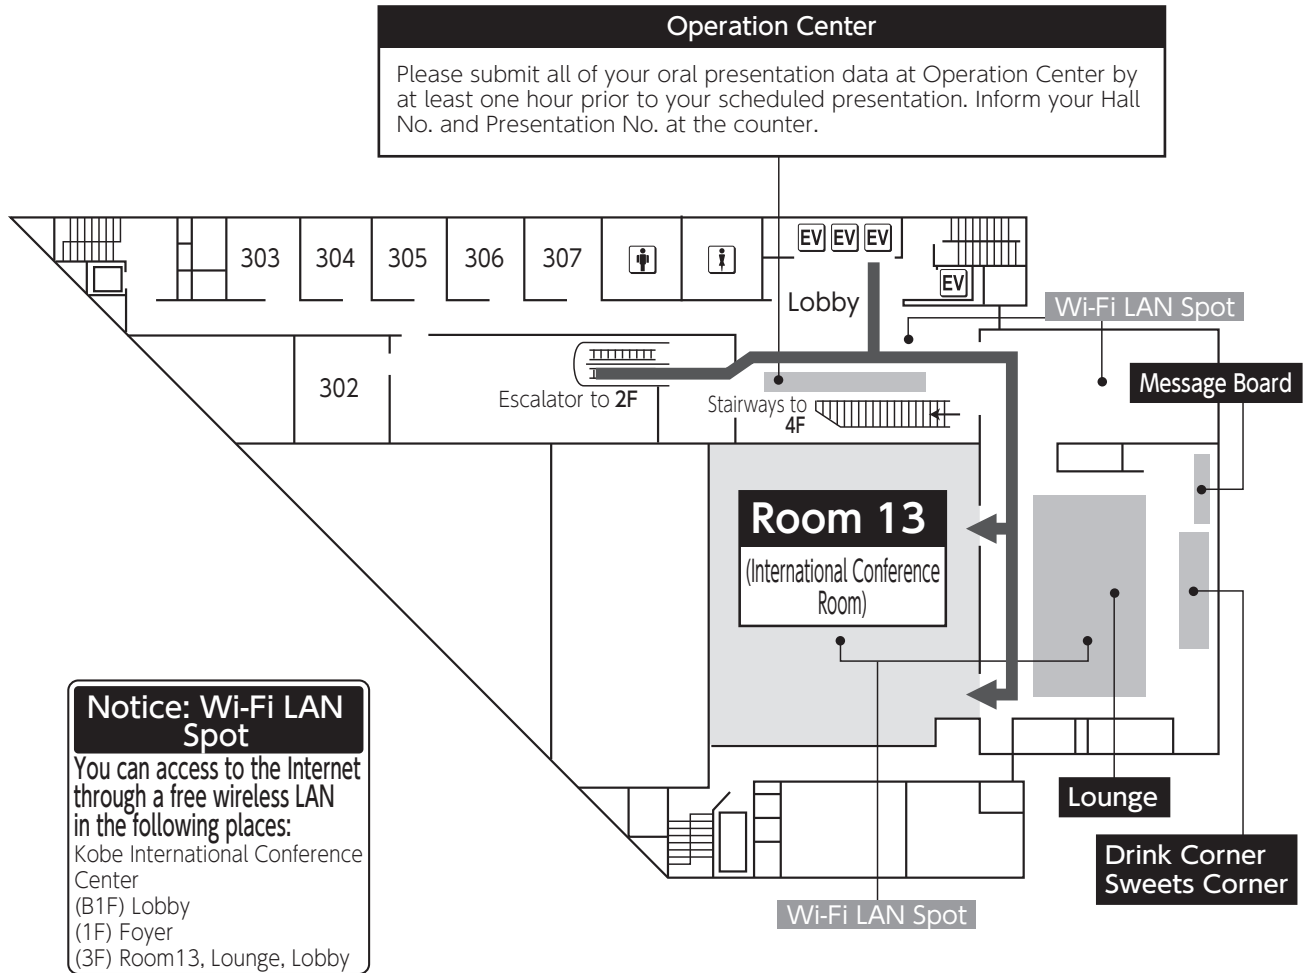 Operation Center
Please submit all of your oral presentation data at Operation Center by
at least one hour prior to your scheduled presentation. Inform your Hall
No. and Presentation No. at the counter.
EV EV EV
303 304 305 306 307
EV
Lobby
Wi-Fi LAN Spot
Message Board
302
Escalator to 2F
Stairways to
4F
Room 13
(International Conference
Room)
Notice: Wi-Fi LAN
Spot
You can access to the Internet
through a free wireless LAN
in the following places:
Kobe International Conference
Center
(B1F) Lobby
(1F) Foyer
(3F) Room13, Lounge, Lobby
Lounge
Drink Corner
Sweets Corner
Wi-Fi LAN Spot